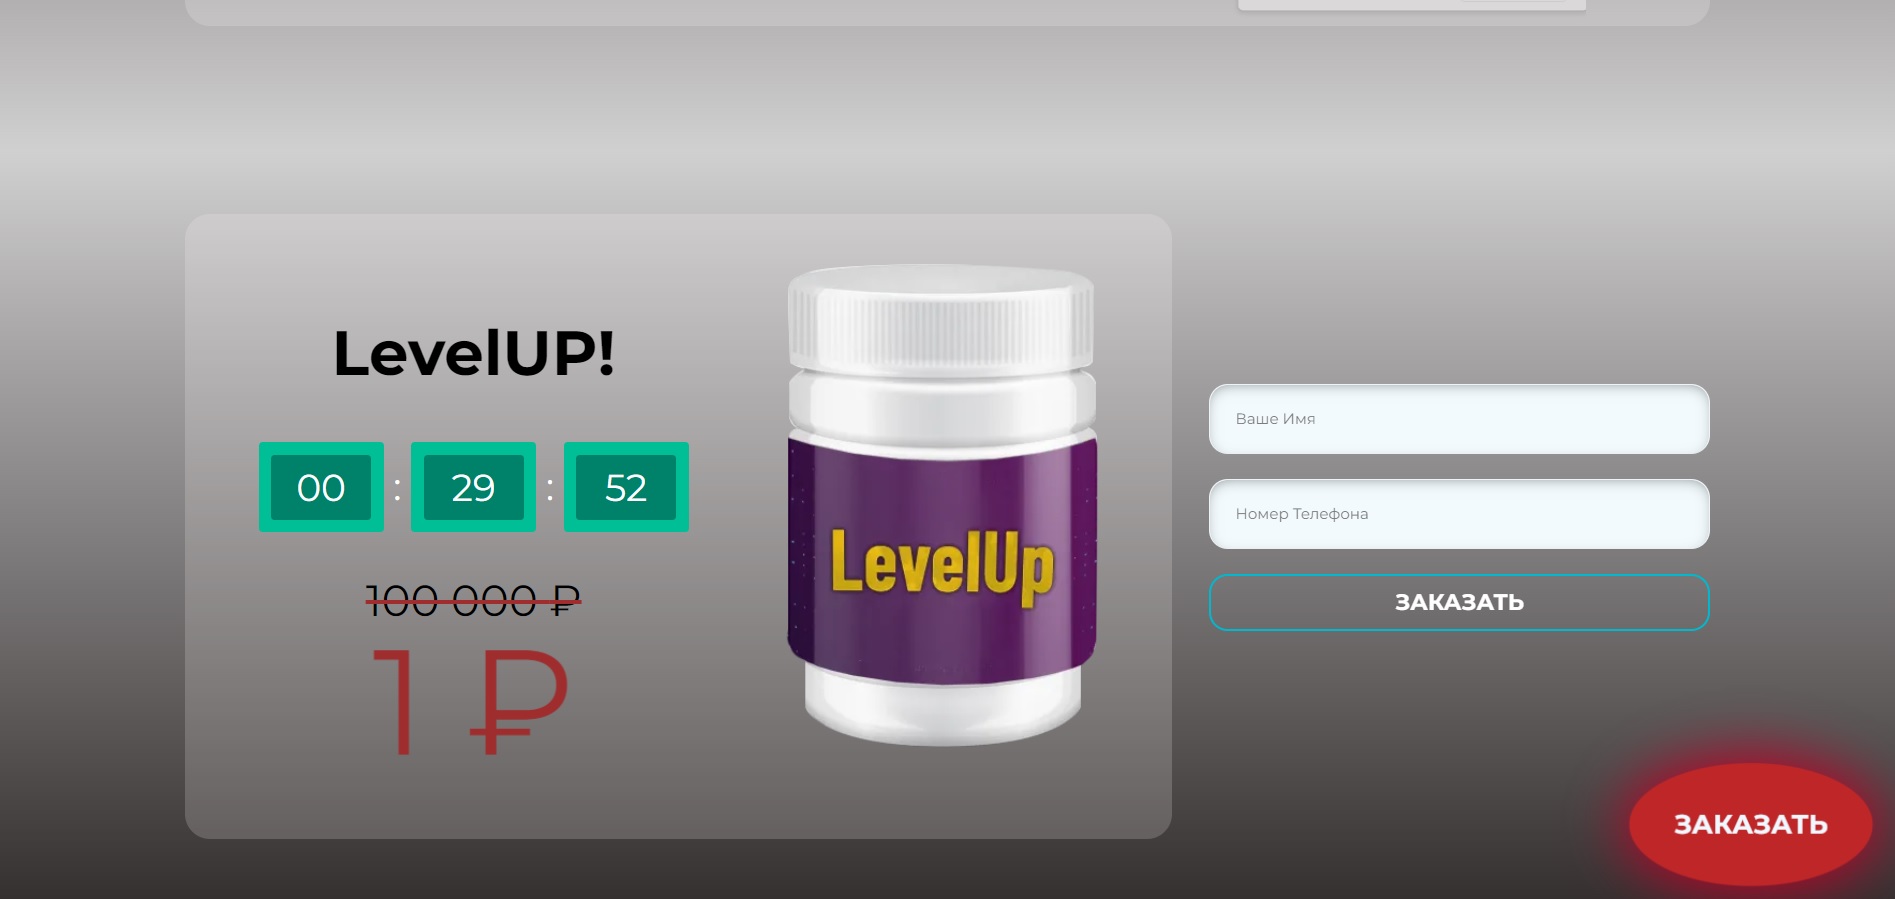 LevelUP!
00 : 29 : 52
100 000 ₽
1 ₽
LevelUp
Ваше Имя
Номер Телефона
ЗАКАЗАТЬ
ЗАКАЗАТЬ